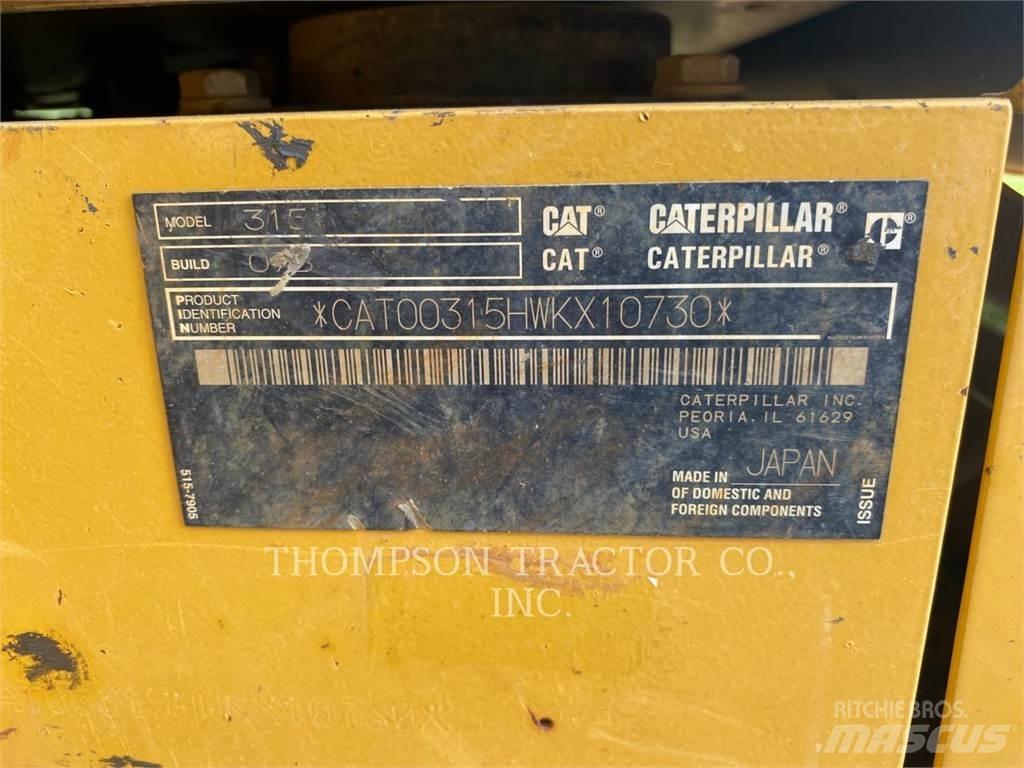 MODEL 315
BUILD
CAT® CATERPILLAR®
CAT® CATERPILLAR®
PRODUCT
IDENTIFICATION
NUMBER
*CAT00315HWKX10730*
CATERPILLAR INC.
PEORIA, IL 61629
USA
MADE IN JAPAN
OF DOMESTIC AND
FOREIGN COMPONENTS
515-7905
ISSUE
THOMPSON TRACTOR CO.,
INC.
RITCHIE BROS.
MASCUS